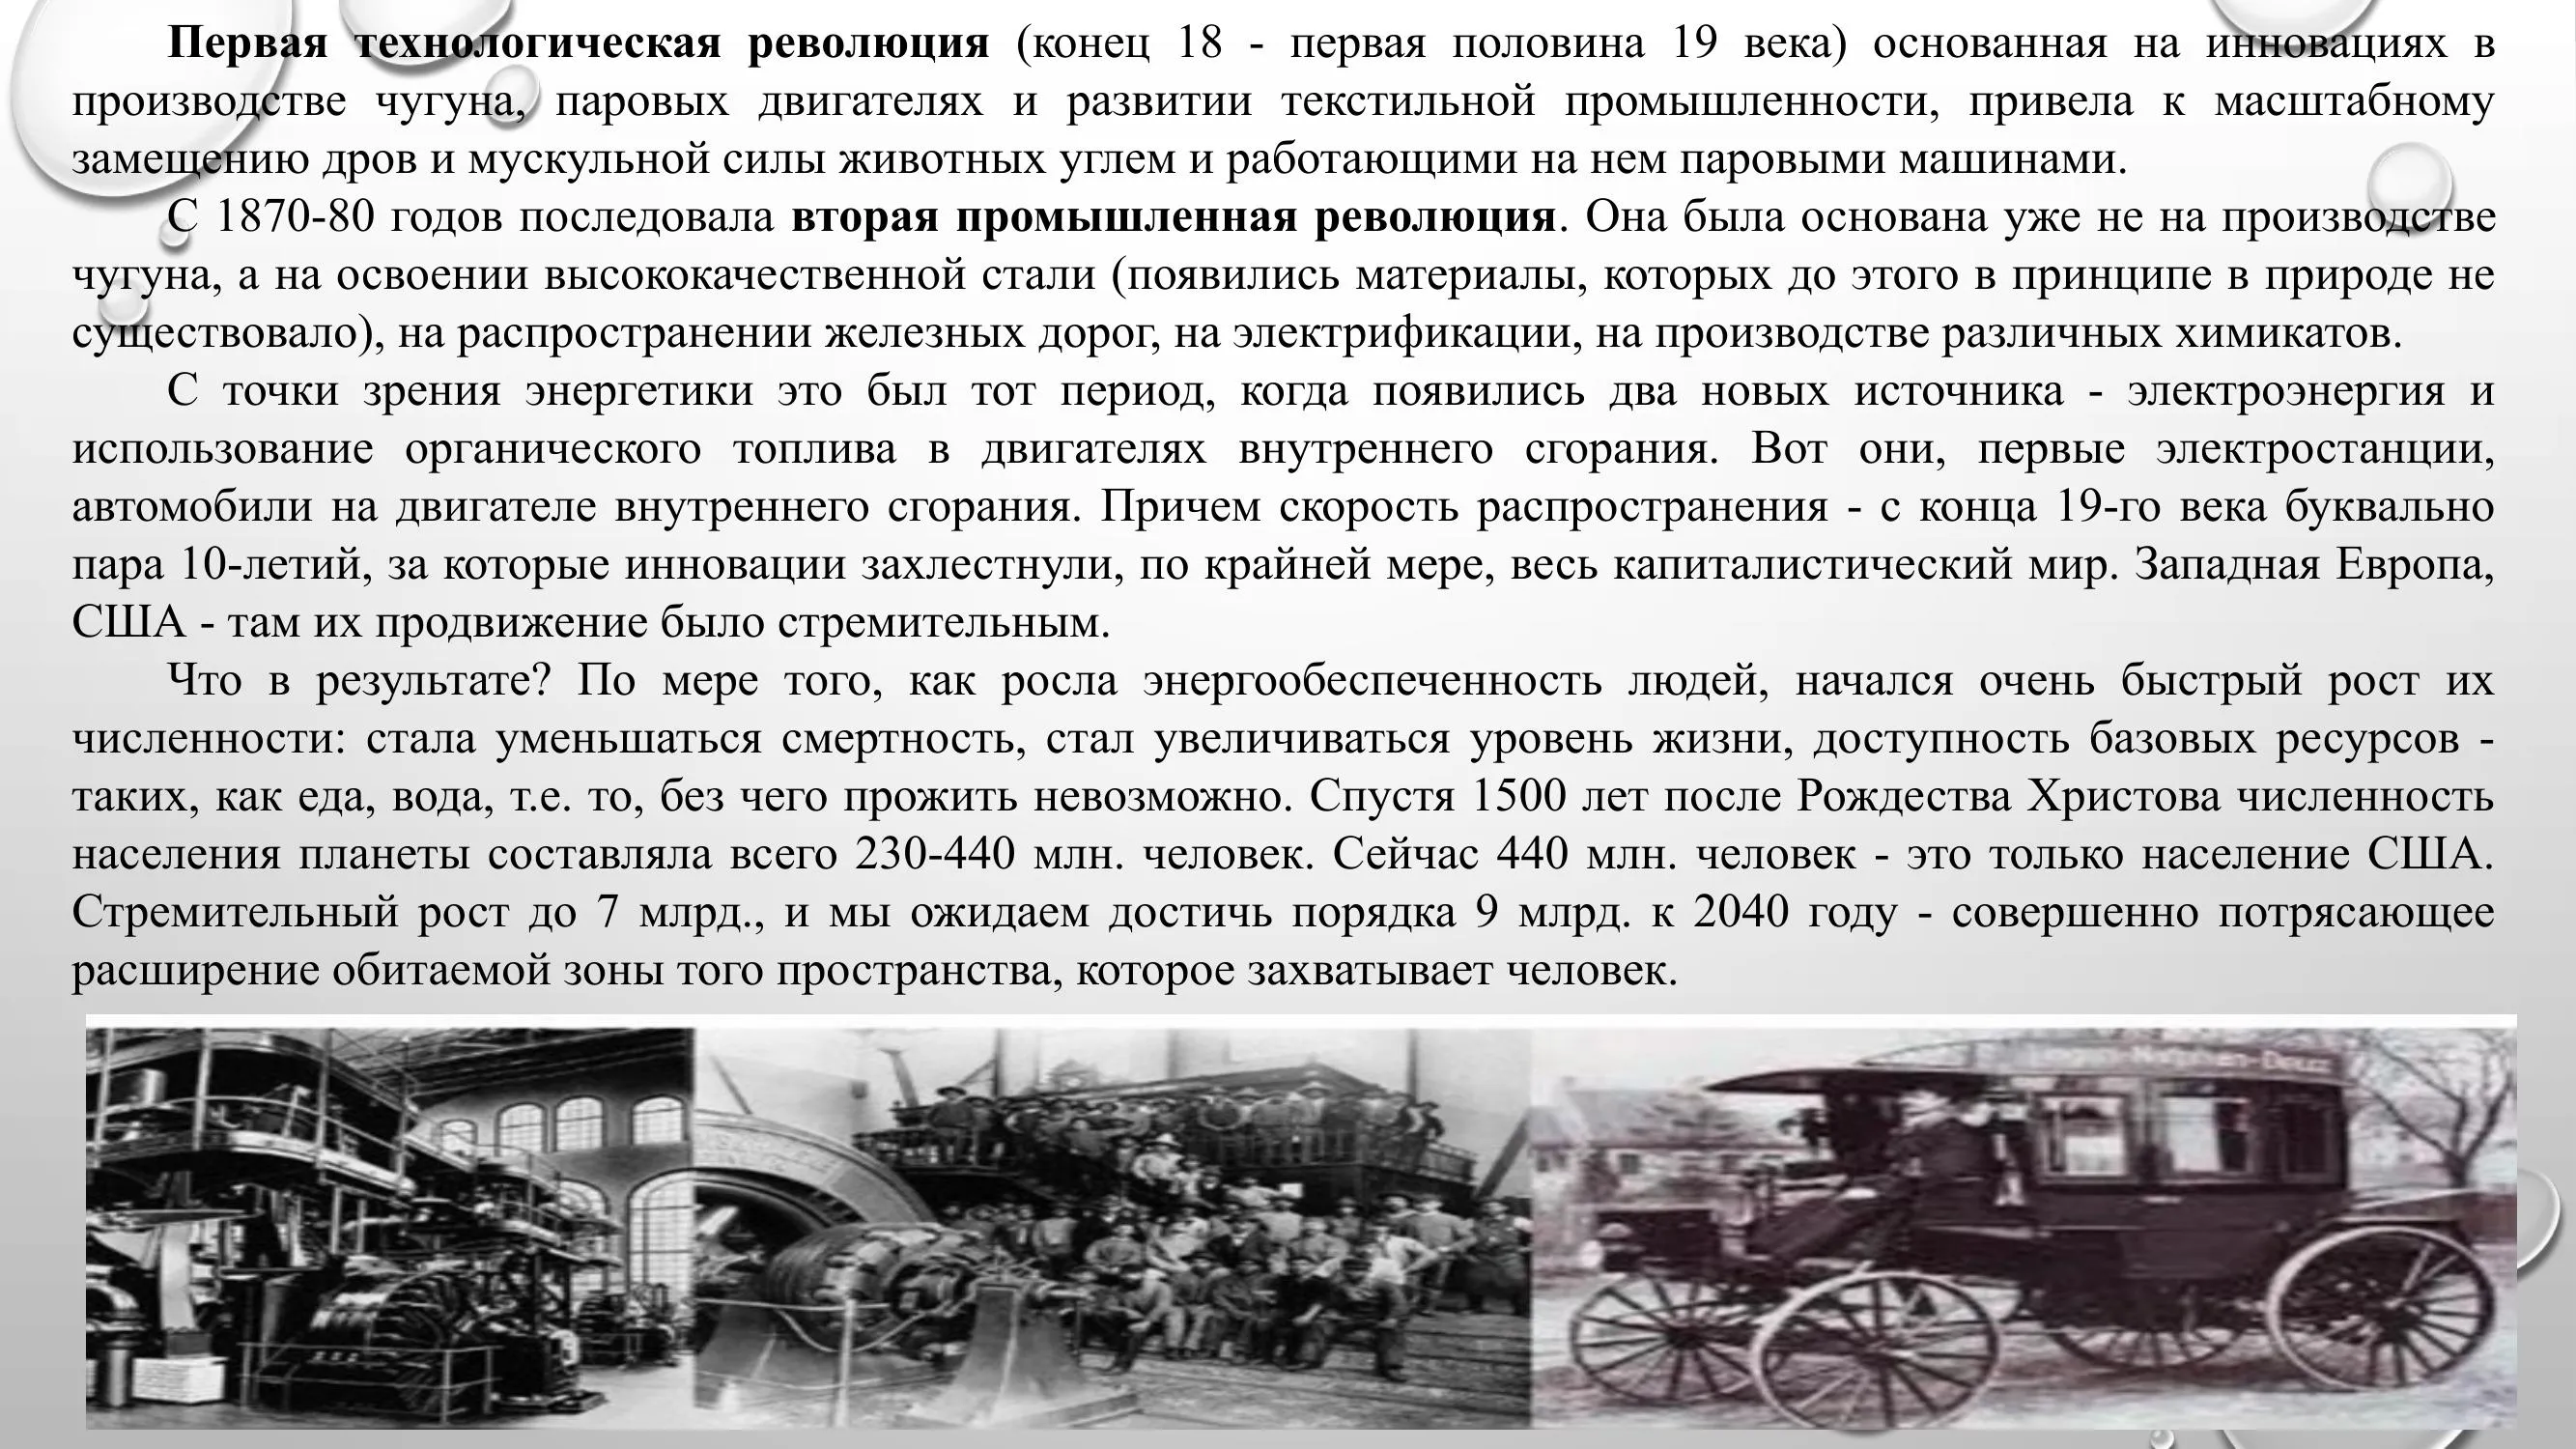 Первая технологическая революция (конец 18 - первая половина 19 века) основанная на инновациях в
производстве чугуна, паровых двигателях и развитии текстильной промышленности, привела к масштабному
замещению дров и мускульной силы животных углем и работающими на нем паровыми машинами.
С 1870-80 годов последовала вторая промышленная революция. Она была основана уже не на производстве
чугуна, а на освоении высококачественной стали (появились материалы, которых до этого в принципе в природе не
существовало), на распространении железных дорог, на электрификации, на производстве различных химикатов.
С точки зрения энергетики это был тот период, когда появились два новых источника - электроэнергия и
использование органического топлива в двигателях внутреннего сгорания. Вот они, первые электростанции,
автомобили на двигателе внутреннего сгорания. Причем скорость распространения - с конца 19-го века буквально
пара 10-летий, за которые инновации захлестнули, по крайней мере, весь капиталистический мир. Западная Европа,
США - там их продвижение было стремительным.
Что в результате? По мере того, как росла энергообеспеченность людей, начался очень быстрый рост их
численности: стала уменьшаться смертность, стал увеличиваться уровень жизни, доступность базовых ресурсов -
таких, как еда, вода, т.е. то, без чего прожить невозможно. Спустя 1500 лет после Рождества Христова численность
населения планеты составляла всего 230-440 млн. человек. Сейчас 440 млн. человек - это только население США.
Стремительный рост до 7 млрд., и мы ожидаем достичь порядка 9 млрд. к 2040 году - совершенно потрясающее
расширение обитаемой зоны того пространства, которое захватывает человек.
Deuz